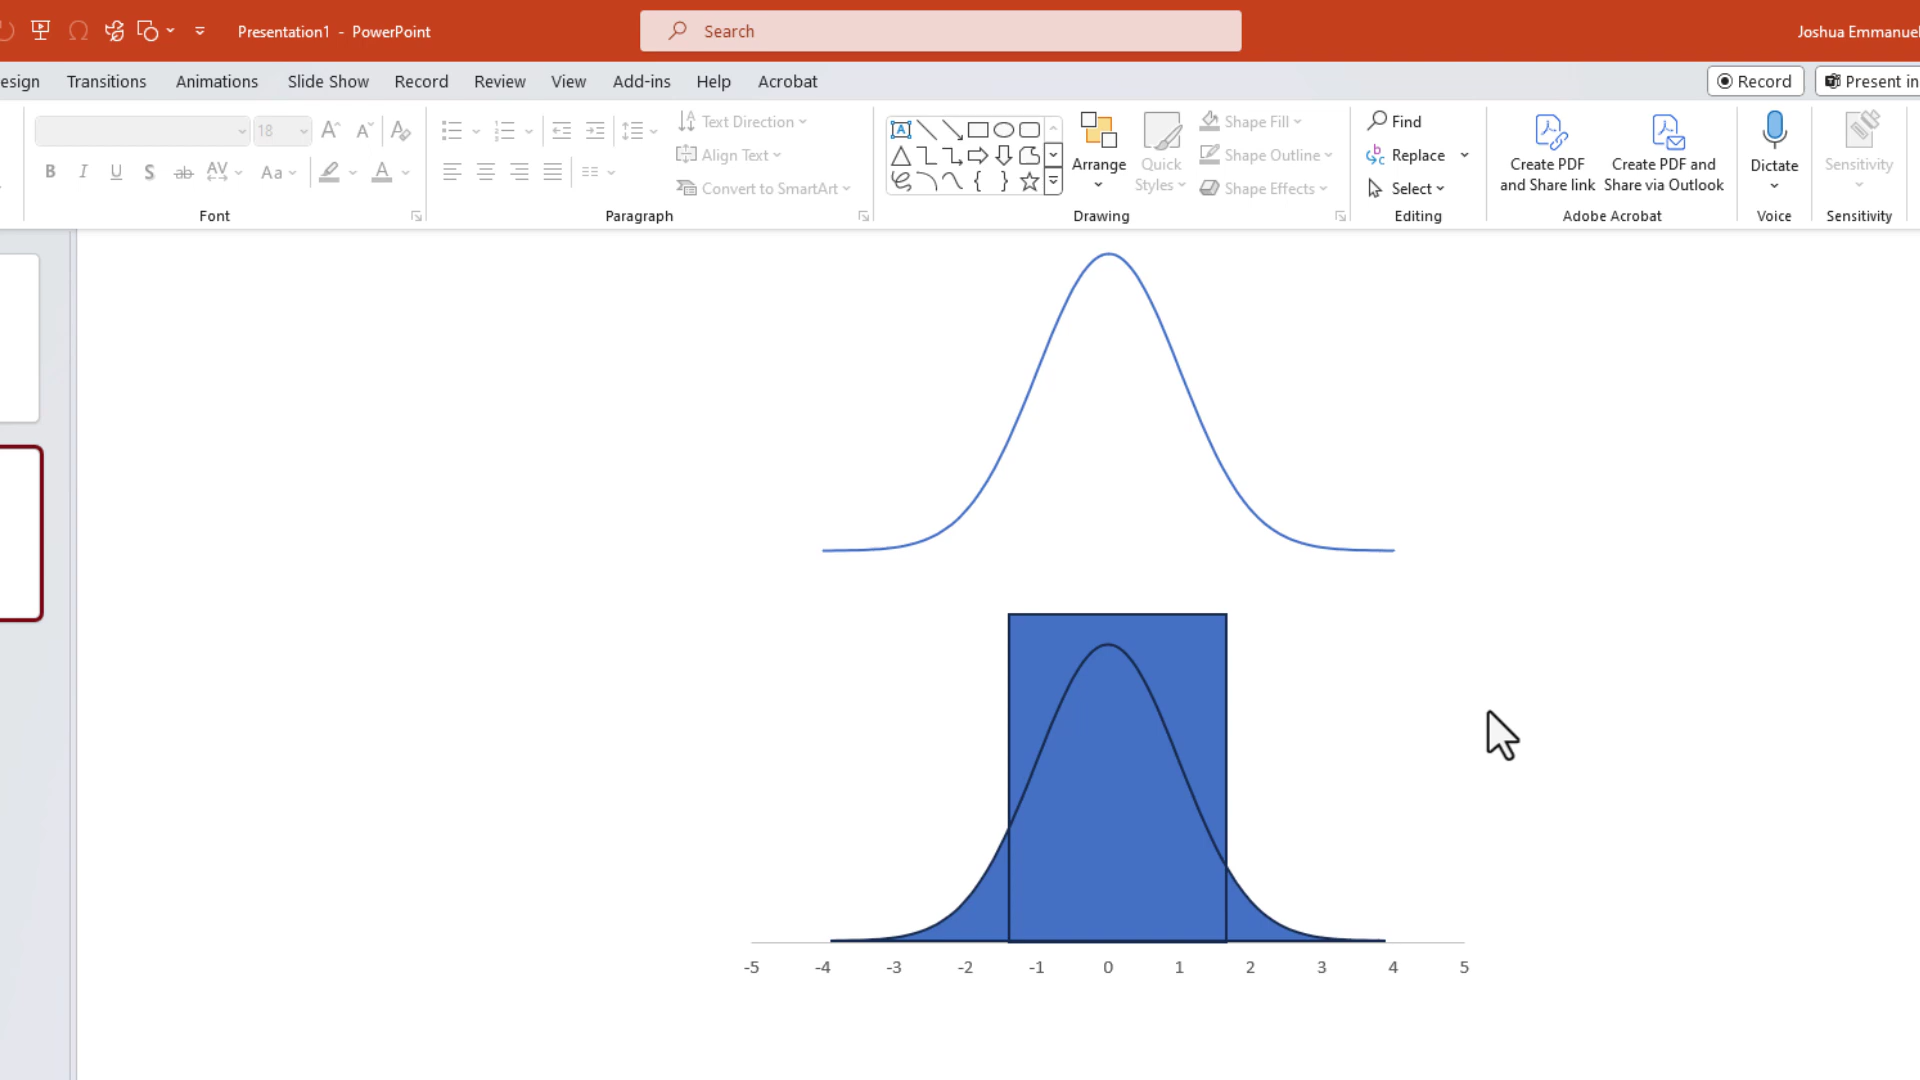 Presentation1 - PowerPoint
Search
Joshua Emmanuel
esign Transitions Animations Slide Show Record Review View Add-ins Help Acrobat
Record
Present in
18
Text Direction
Align Text
Convert to SmartArt
B I U S ab AV Aa A
Arrange
Quick Styles
Shape Fill
Shape Outline
Shape Effects
Find
Replace
Select
Create PDF and Share link
Create PDF and Share via Outlook
Dictate
Sensitivity
Font
Paragraph
Drawing
Editing
Adobe Acrobat
Voice
Sensitivity
-5 -4 -3 -2 -1 0 1 2 3 4 5